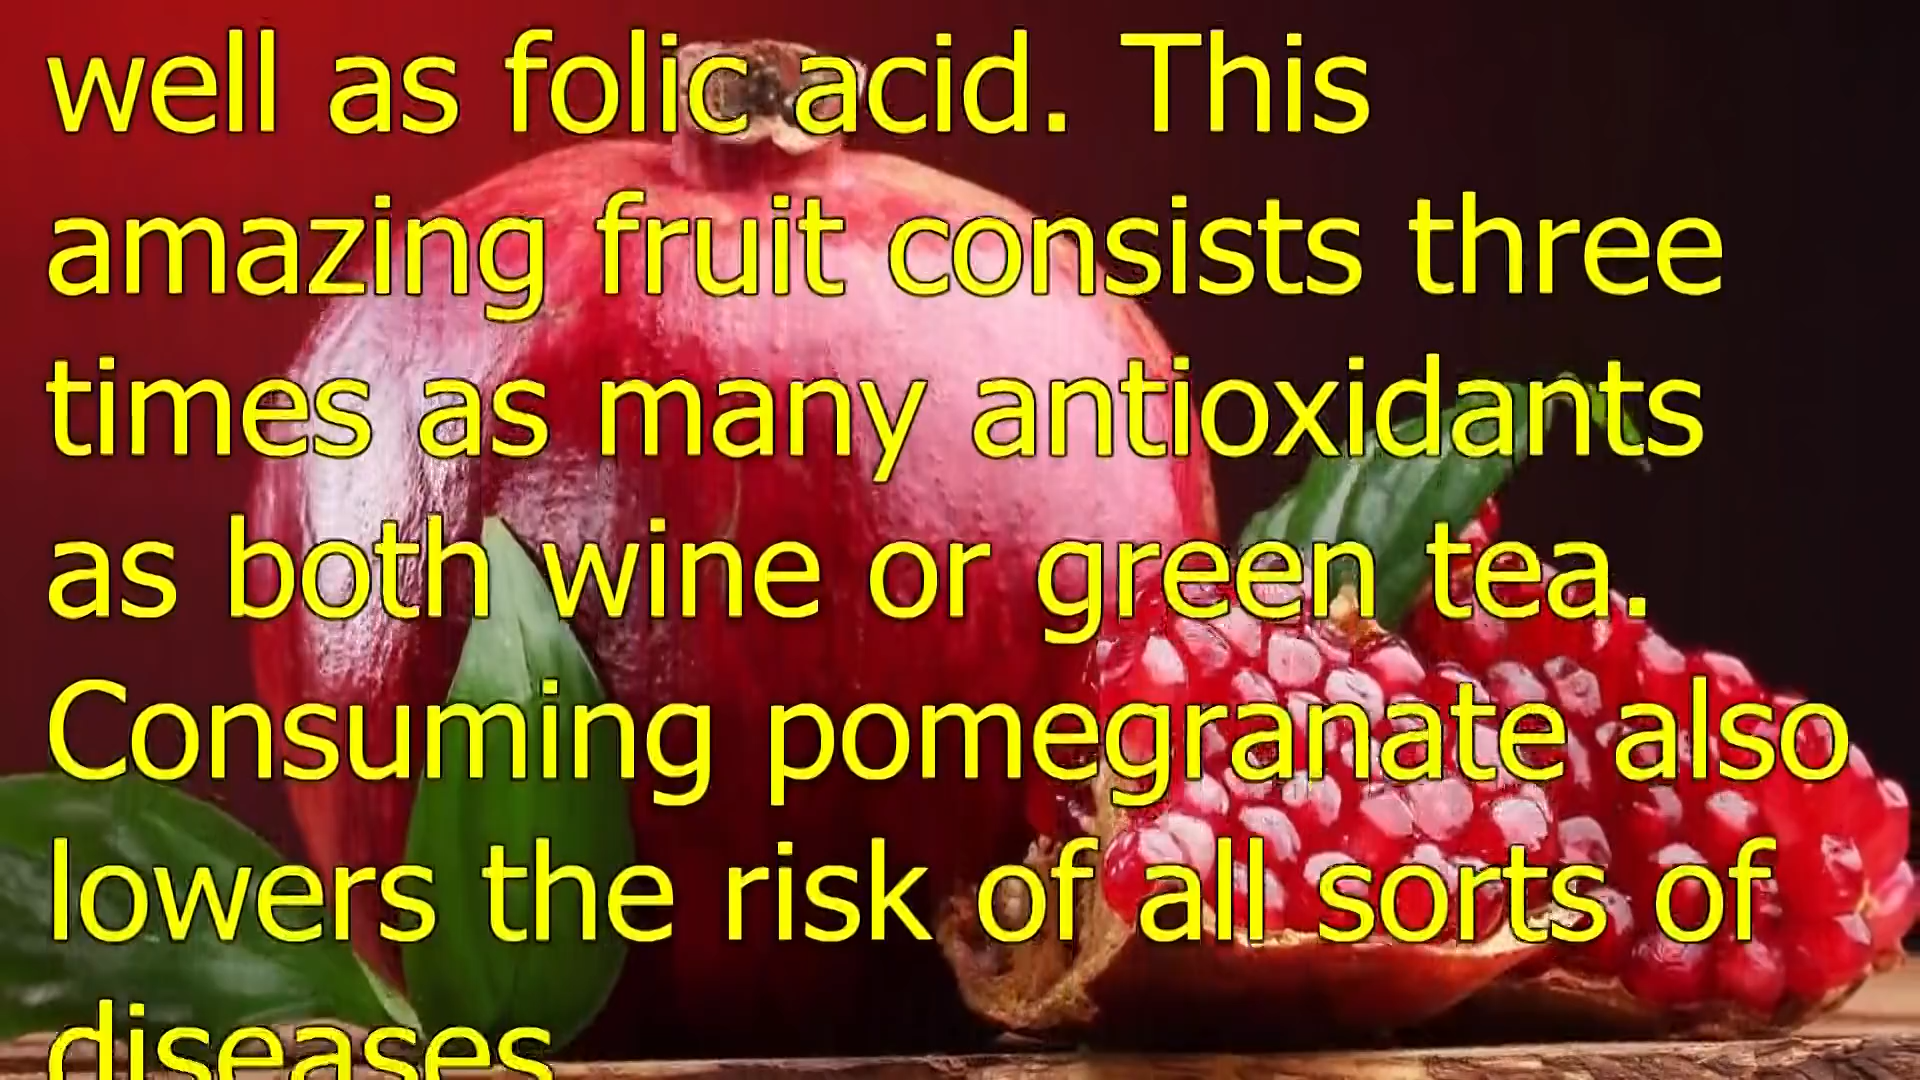 well as folic acid. This
amazing fruit consists three
times as many antioxidants
as both wine or green tea.
Consuming pomegranate also
lowers the risk of all sorts of
diseases